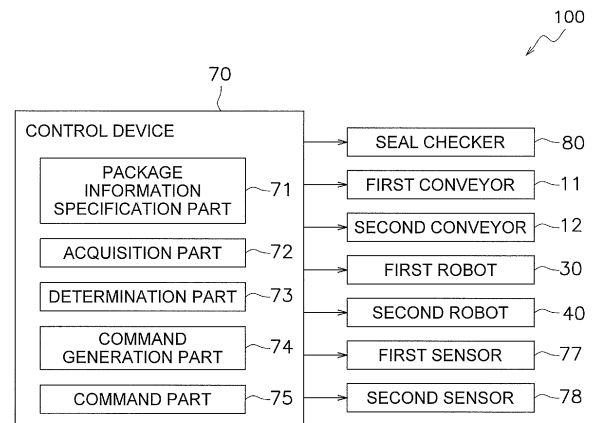 100
70
CONTROL DEVICE
PACKAGE
INFORMATION
SPECIFICATION PART
71
ACQUISITION PART
72
DETERMINATION PART
73
COMMAND
GENERATION PART
74
COMMAND PART
75
SEAL CHECKER
80
FIRST CONVEYOR
11
SECOND CONVEYOR
12
FIRST ROBOT
30
SECOND ROBOT
40
FIRST SENSOR
77
SECOND SENSOR
78